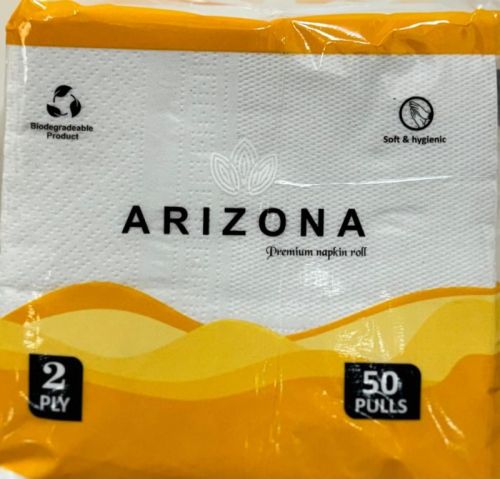 Biodegradeable
Product
Soft & hygienic
ARIZONA
Premium napkin roll
2
PLY
50
PULLS